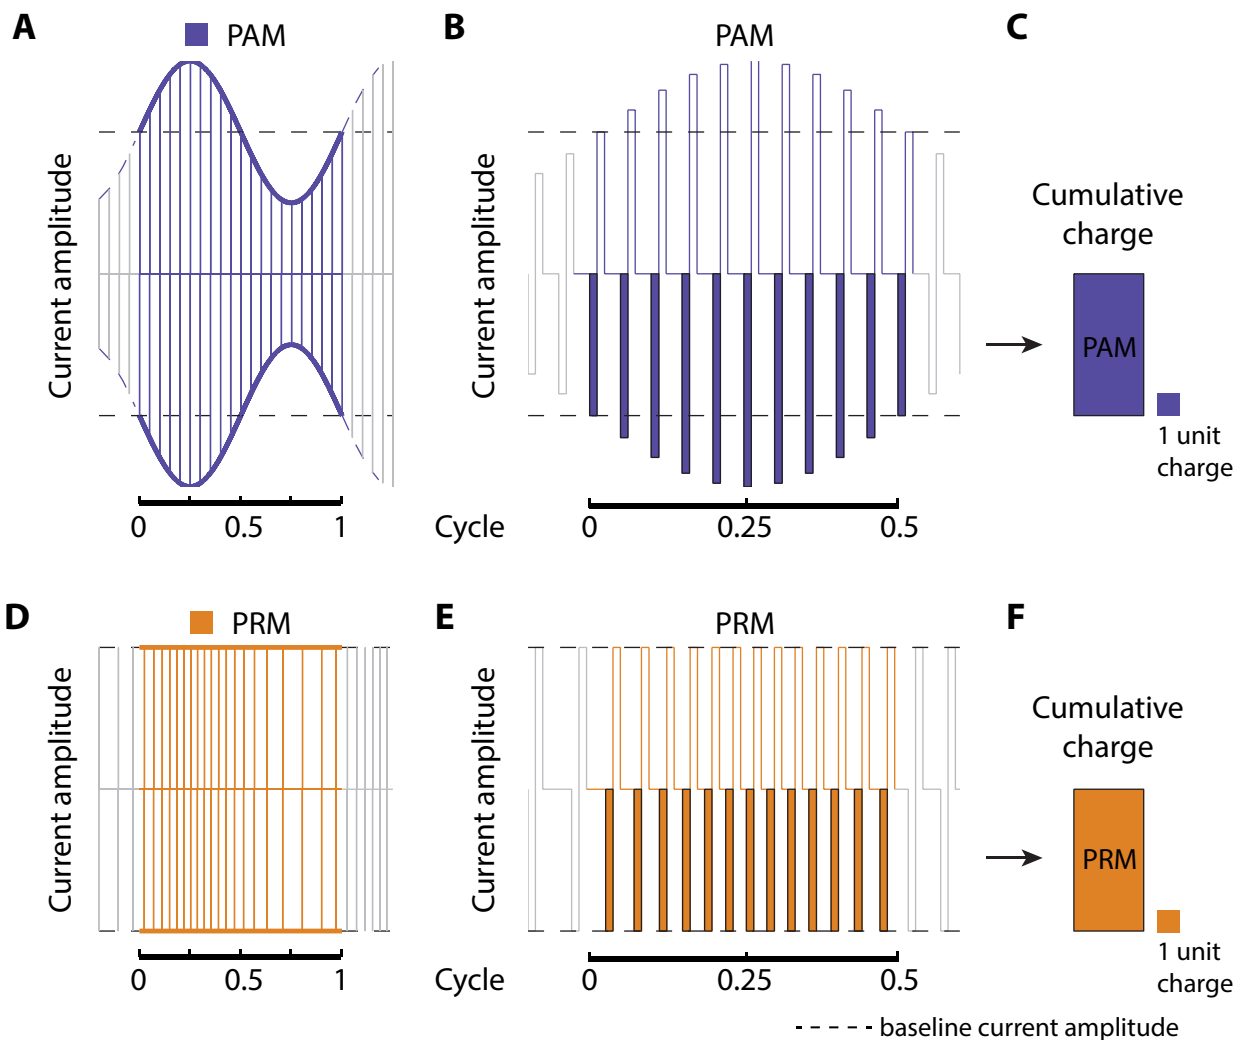 A
PAM
B
PAM
C
Current amplitude
Current amplitude
Cumulative
charge
PAM
1 unit
charge
0
0.5
1
Cycle
0
0.25
0.5
D
PRM
E
PRM
F
Current amplitude
Current amplitude
Cumulative
charge
PRM
1 unit
charge
0
0.5
1
Cycle
0
0.25
0.5
baseline current amplitude